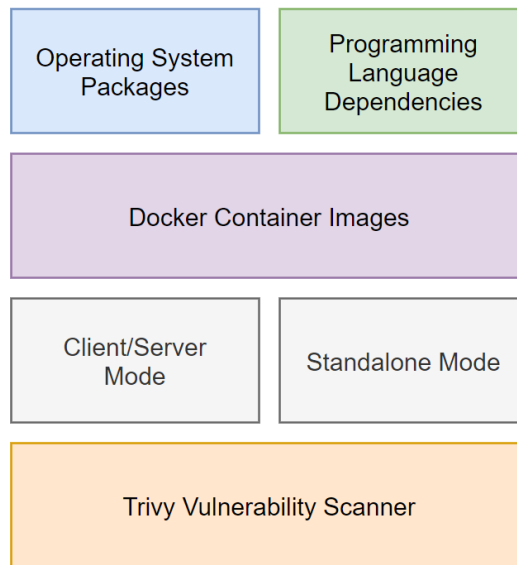 Operating System
Packages
Programming
Language
Dependencies
Docker Container Images
Client/Server
Mode
Standalone Mode
Trivy Vulnerability Scanner